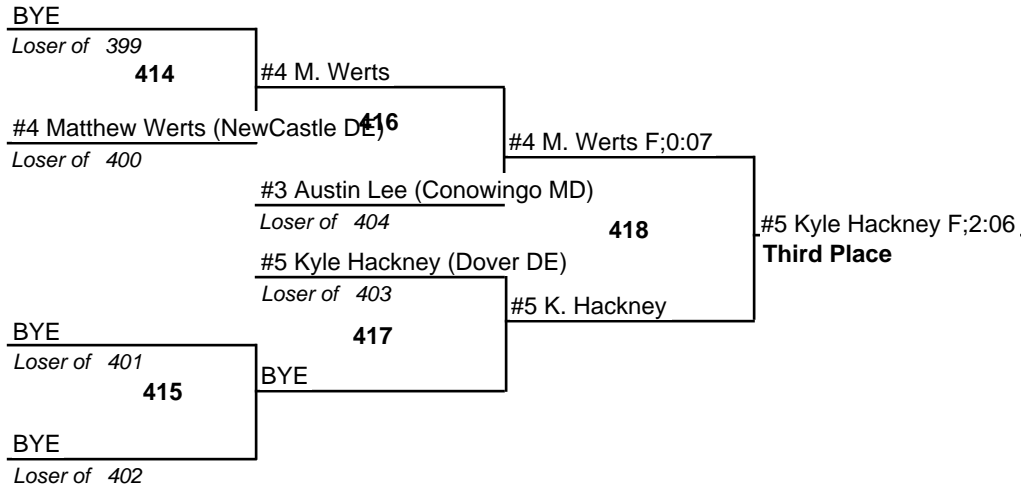 BYE
Loser of 399
414
#4 M. Werts
#4 Matthew Werts (NewCastle DE)
416
Loser of 400
#4 M. Werts F;0:07
#3 Austin Lee (Conowingo MD)
Loser of 404
418
#5 Kyle Hackney F;2:06
Third Place
#5 Kyle Hackney (Dover DE)
Loser of 403
#5 K. Hackney
417
BYE
Loser of 401
415
BYE
BYE
Loser of 402